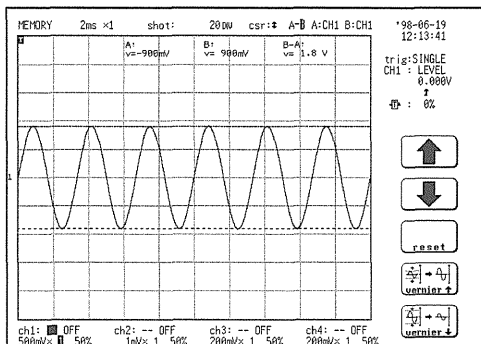 MEMORY 2ms ×1 shot: 20DIV csr:↕ A-B A:CH1 B:CH1 '98-06-19
12:13:41
A: B: B-A:
v=-900mV v= 900mV v= 1.8 V
trig:SINGLE
CH1 : LEVEL
0.000V
↑
: 0%
1
reset
vernier ↑
vernier ↓
ch1: OFF ch2: -- OFF ch3: -- OFF ch4: -- OFF
500mV× 1 50% 1mV× 1 50% 200mV× 1 50% 200mV× 1 50%